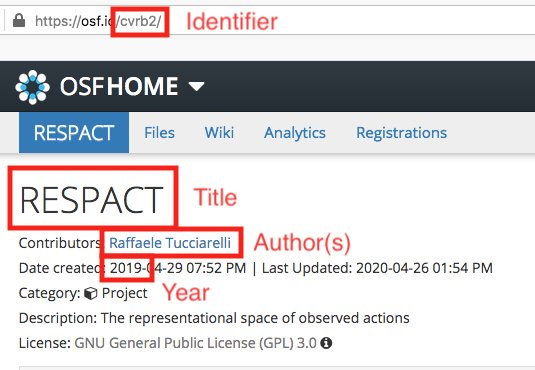 https://osf.io/cvrb2/ Identifier
OSFHOME
RESPACT Files Wiki Analytics Registrations
RESPACT Title
Contributors: Raffaele Tucciarelli Author(s)
Date created: 2019-04-29 07:52 PM | Last Updated: 2020-04-26 01:54 PM
Category: Project Year
Description: The representational space of observed actions
License: GNU General Public License (GPL) 3.0